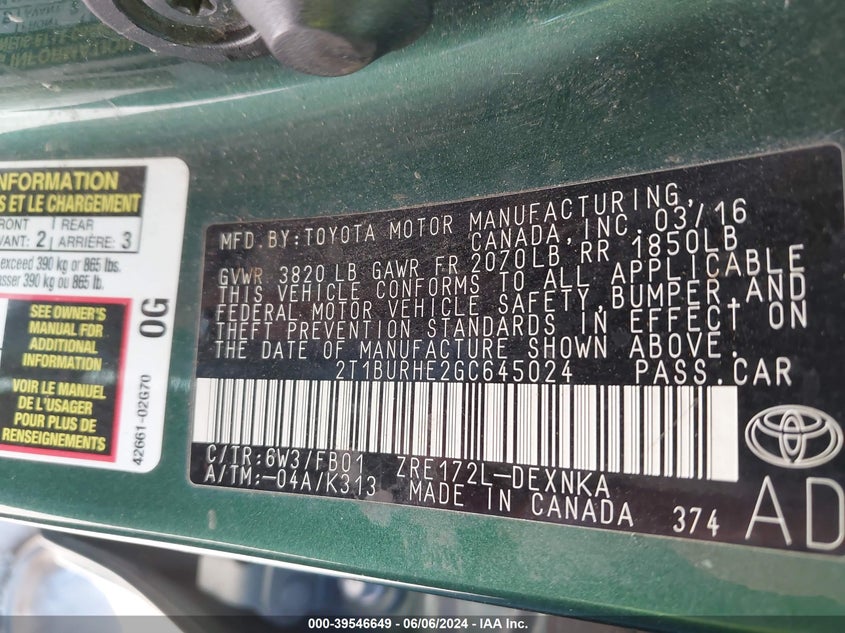 NFORMATION
S ET LE CHARGEMENT
FRONT REAR
VANT: 2 ARRIÈRE: 3
exceed 390 kg or 865 lbs.
asser 390 kg ou 865 lb.
SEE OWNER'S
MANUAL FOR
ADDITIONAL
INFORMATION
VOIR LE MANUEL
DE L'USAGER
POUR PLUS DE
RENSEIGNEMENTS
0G
42661-02G70
MFD.BY:TOYOTA MOTOR MANUFACTURING,
CANADA,INC. 03/16
GVWR 3820LB GAWR FR 2070LB, RR 1850LB
THIS VEHICLE CONFORMS TO ALL APPLICABLE
FEDERAL MOTOR VEHICLE SAFETY,BUMPER,AND
THEFT PREVENTION STANDARDS IN EFFECT ON
THE DATE OF MANUFACTURE SHOWN ABOVE.
2T1BURHE2GC645024 PASS.CAR
C/TR:6W3/FB01 ZRE172L-DEXNKA
A/TM:-04A/K313 MADE IN CANADA 374
AD
000-39546649 - 06/06/2024 - IAA Inc.